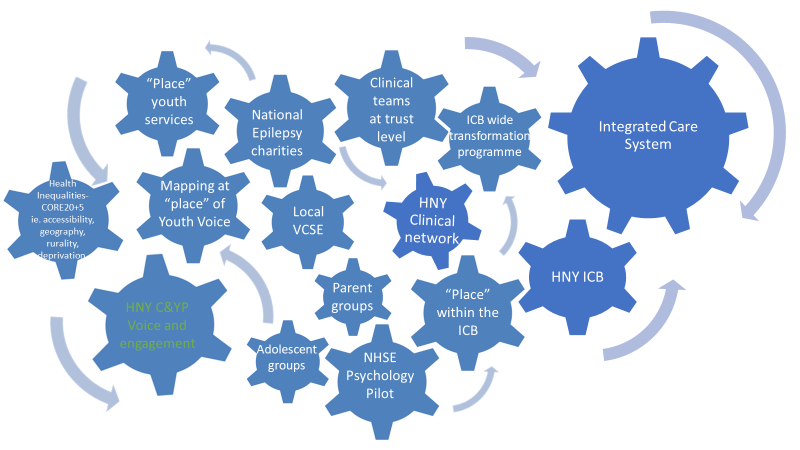 “Place”
youth
services
National
Epilepsy
charities
Clinical
teams
at trust
level
ICB wide
transformation
programme
Integrated Care
System
Health
Inequalities-
CORE20+5
ie. accessibility,
geography,
rurality,
deprivation
Mapping at
“place” of
Youth Voice
Local
VCSE
HNY
Clinical
network
HNY ICB
HNY C&YP
Voice and
engagement
Parent
groups
“Place”
within the
ICB
Adolescent
groups
NHSE
Psychology
Pilot